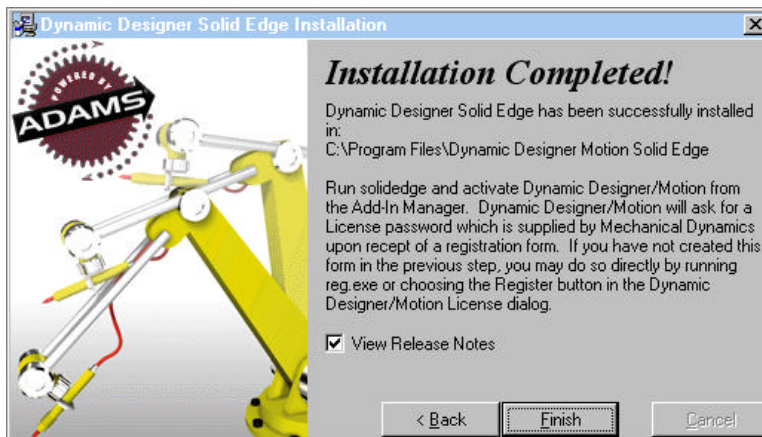 Dynamic Designer Solid Edge Installation
POWERED BY
ADAMS
Installation Completed!
Dynamic Designer Solid Edge has been successfully installed
in:
C:\Program Files\Dynamic Designer Motion Solid Edge
Run solidedge and activate Dynamic Designer/Motion from
the Add-In Manager. Dynamic Designer/Motion will ask for a
License password which is supplied by Mechanical Dynamics
upon recept of a registration form. If you have not created this
form in the previous step, you may do so directly by running
reg.exe or choosing the Register button in the Dynamic
Designer/Motion License dialog.
View Release Notes
< Back
Finish
Cancel